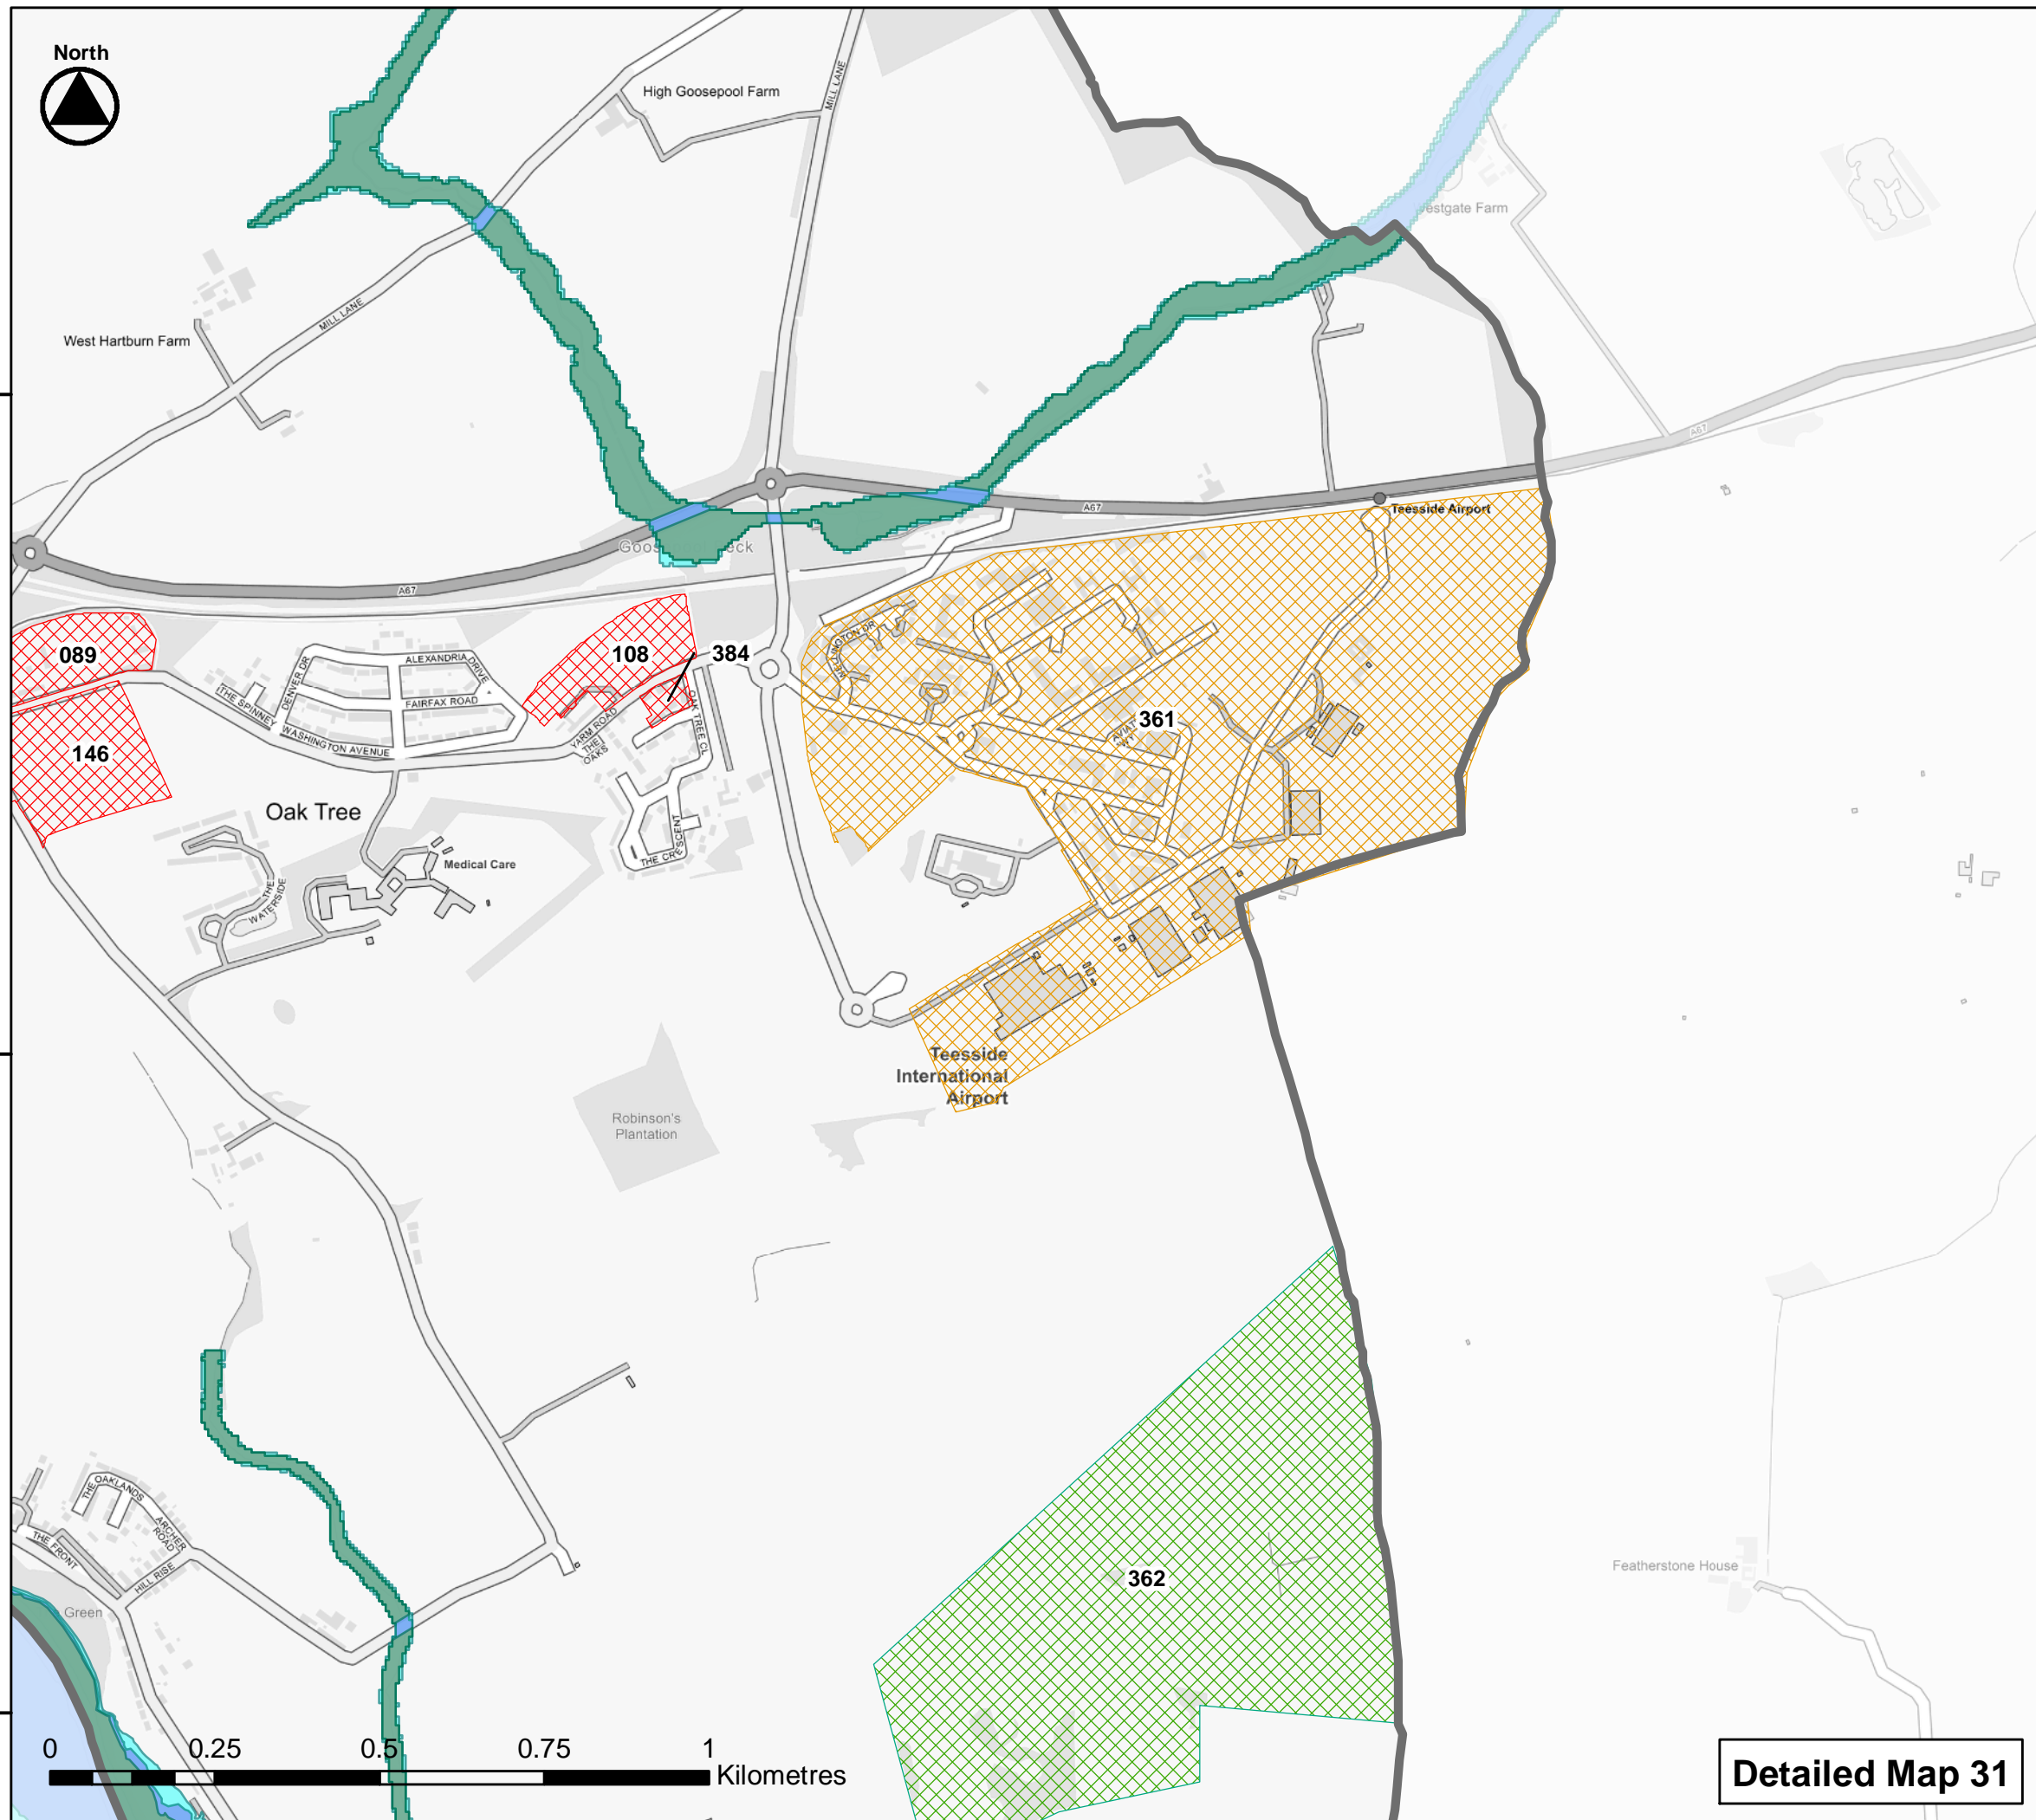 North
High Goosepool Farm
MILL LANE
Westgate Farm
West Hartburn Farm
MILL LANE
A67
A67
Teesside Airport
A67
WELLINGTON DR
089
108
384
ALEXANDRIA
DRIVE
DENVER DR
FAIRFAX ROAD
THE SPINNEY
WASHINGTON AVENUE
YARM ROAD
THE
OAKS
OAK TREE CL
361
146
Oak Tree
Medical Care
THE CRESCENT
THE
WATERSIDE
Teesside
International
Airport
Robinson's
Plantation
THE OAKLANDS
ARCHER
ROAD
THE FRONT
HILL RISE
Green
362
Featherstone House
0 0.25 0.5 0.75 1
Kilometres
Detailed Map 31